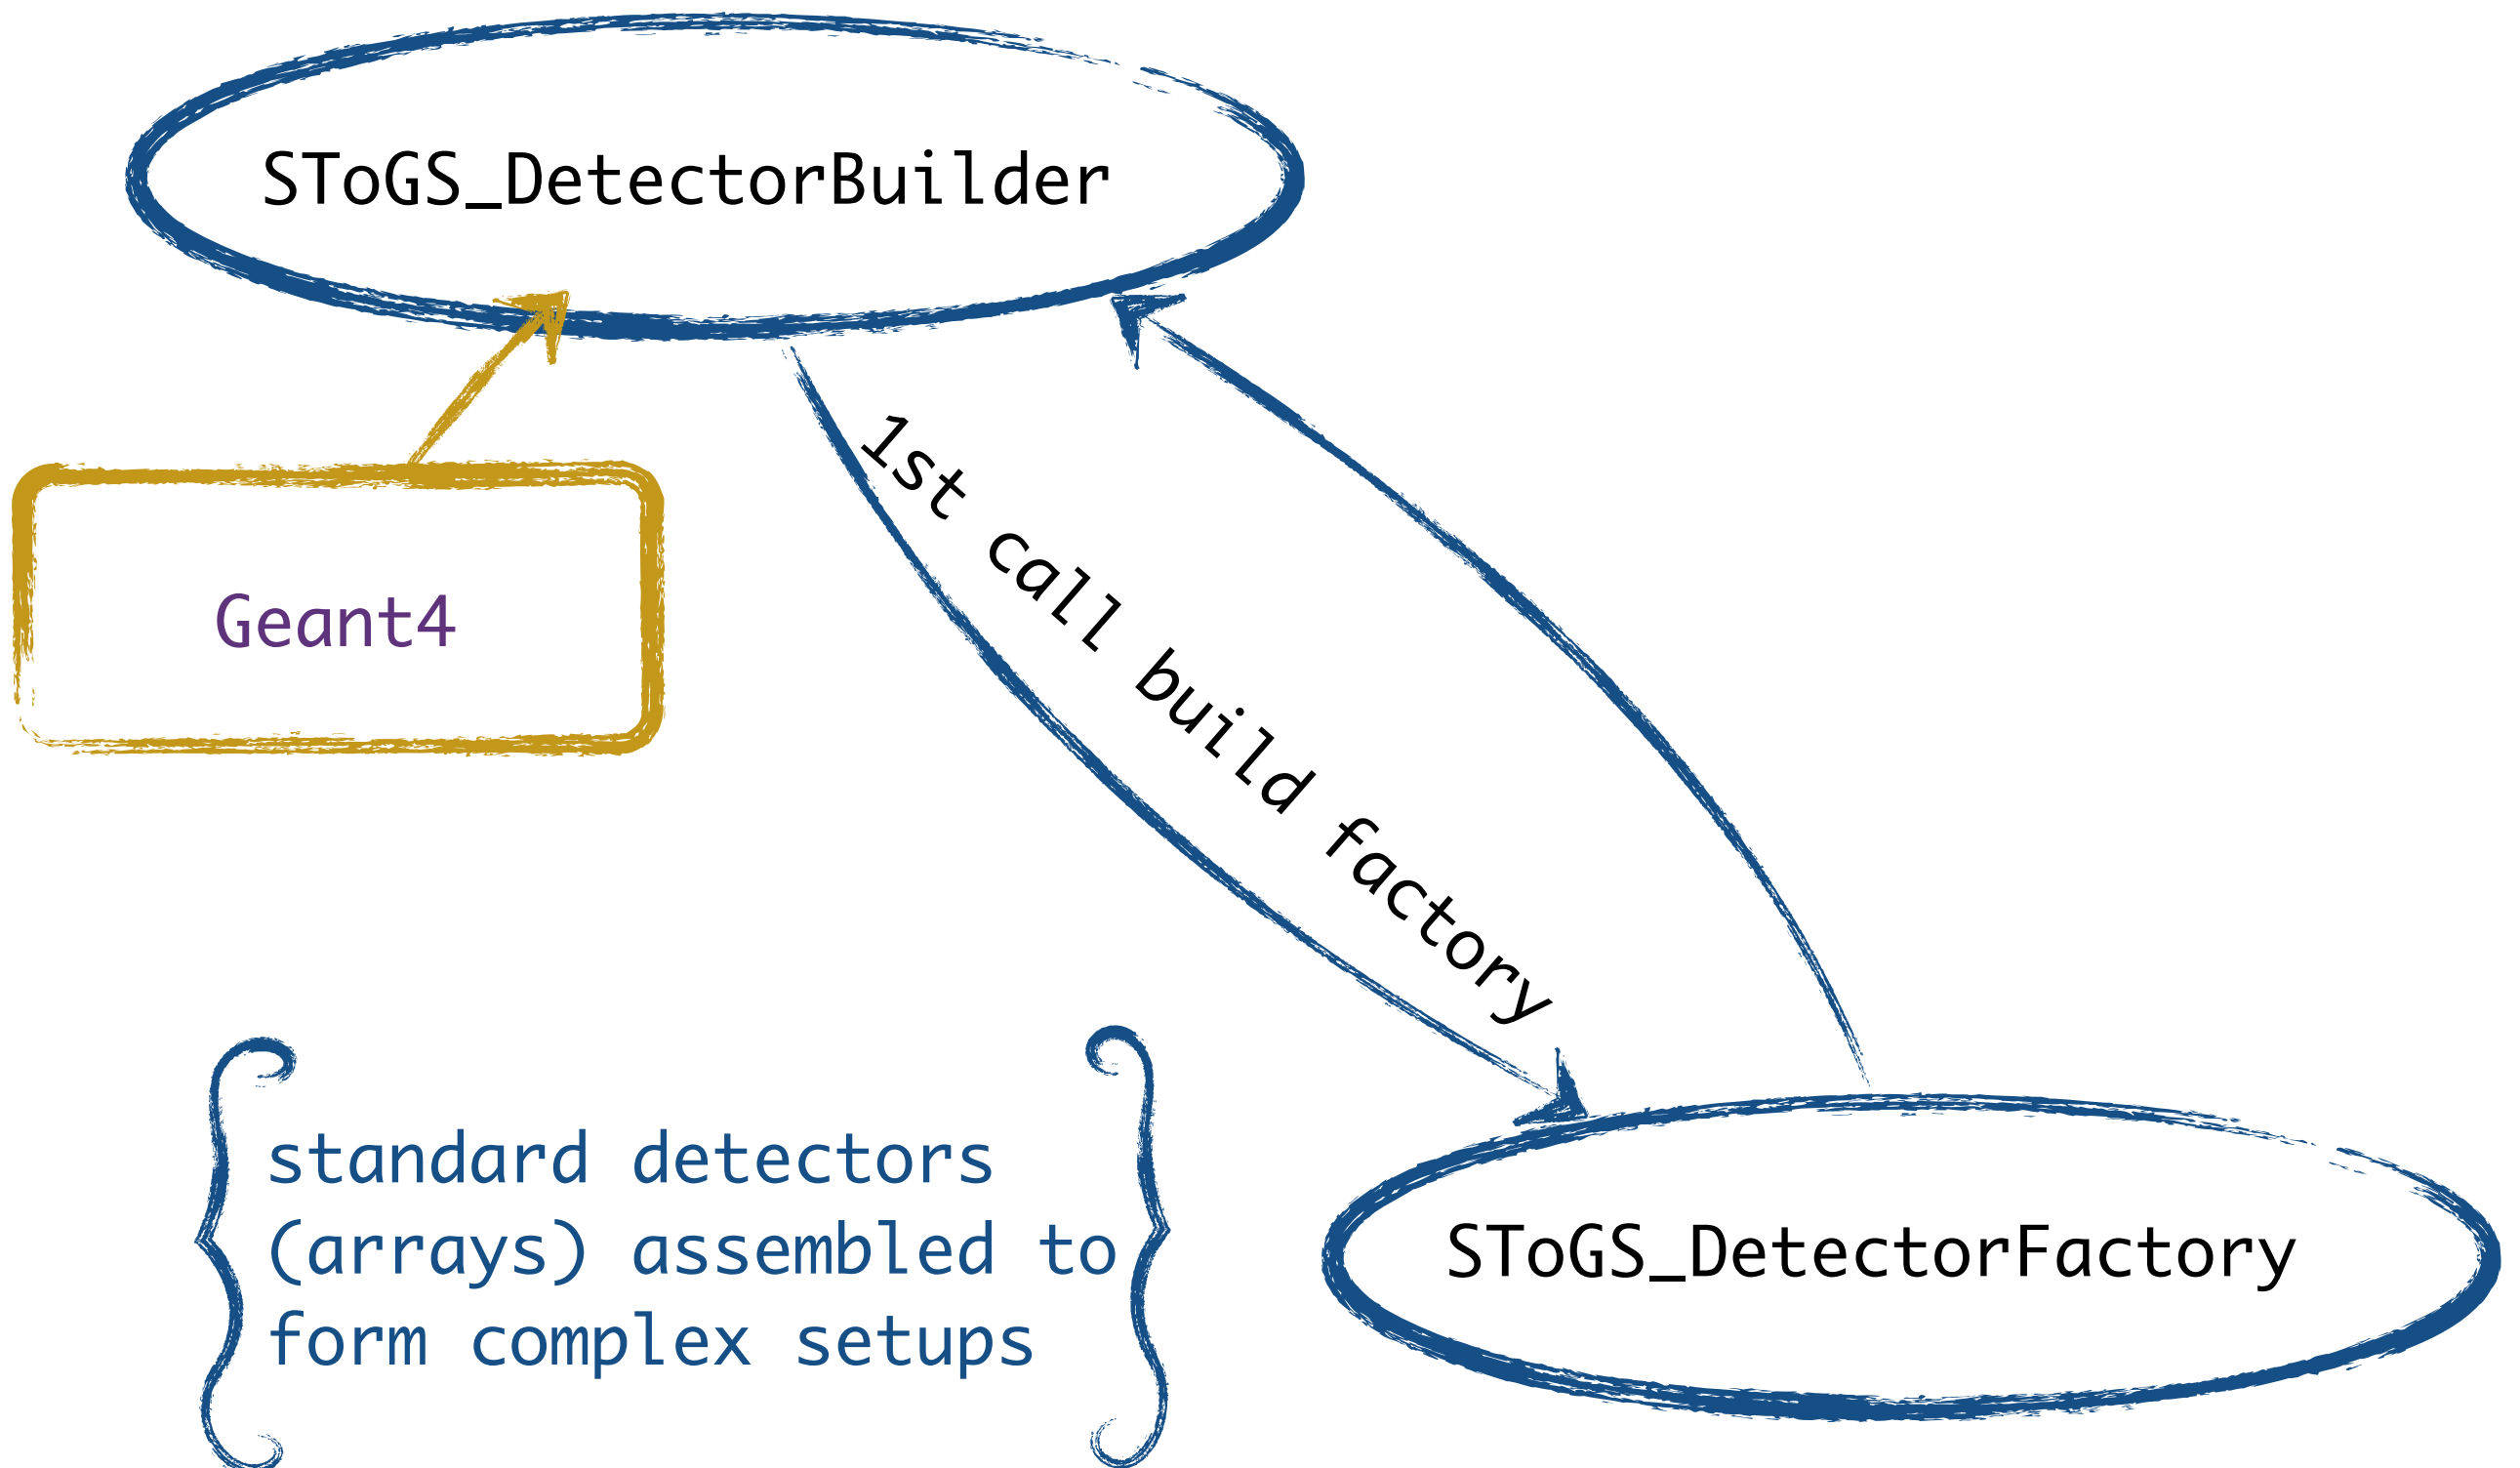 SToGS_DetectorBuilder
1st call build factory
Geant4
standard detectors
(arrays) assembled to
form complex setups
SToGS_DetectorFactory